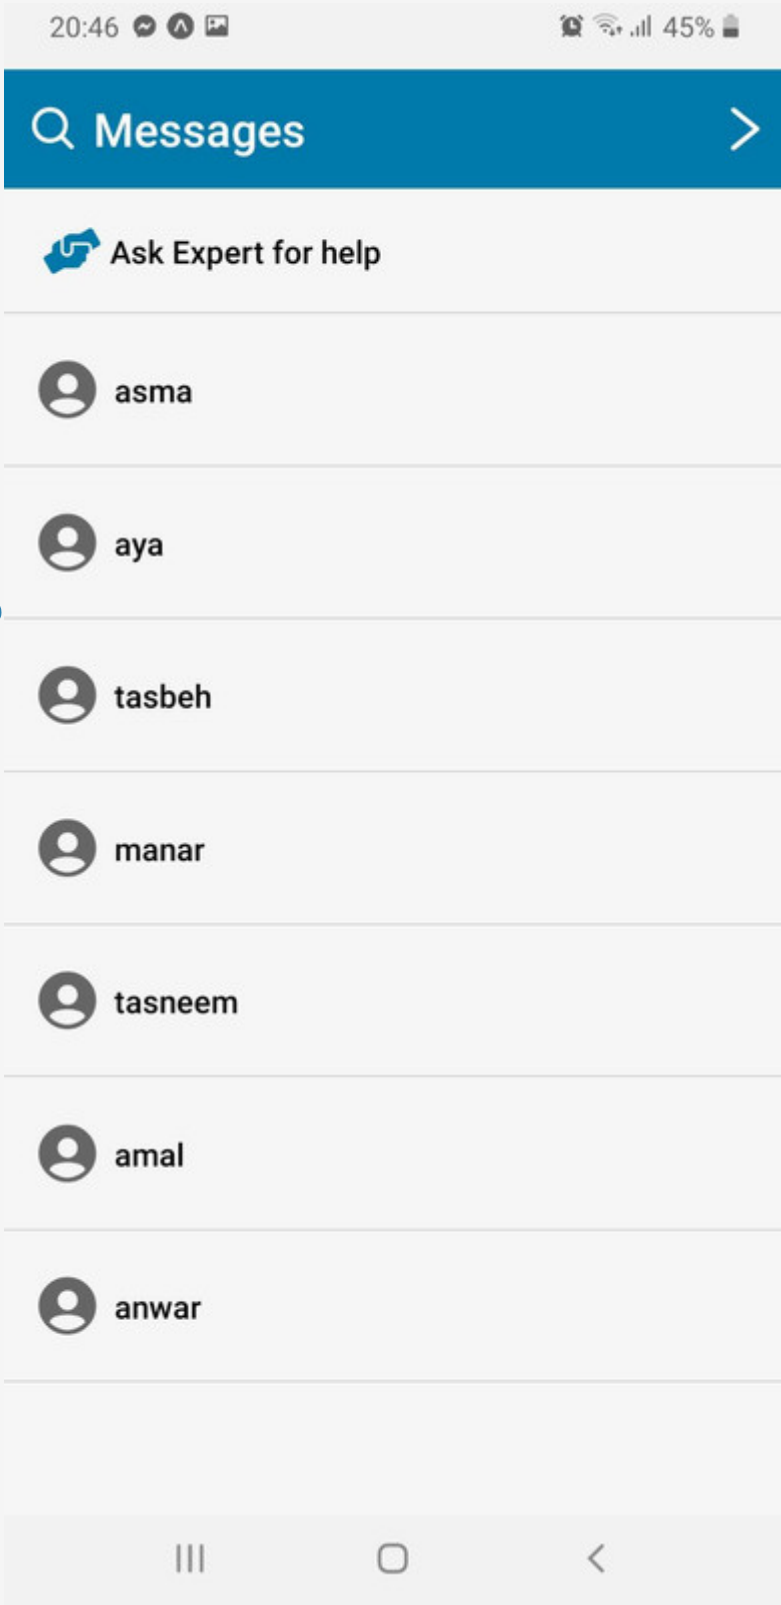 20:46 45%
Messages
Ask Expert for help
asma
aya
tasbeh
manar
tasneem
amal
anwar